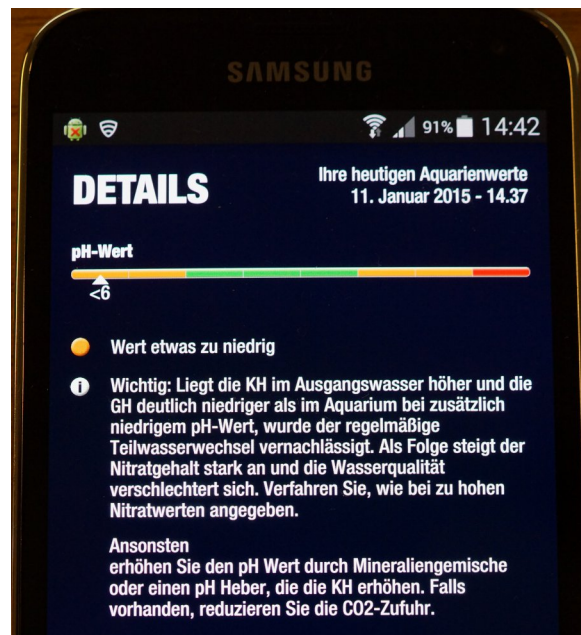 SAMSUNG
91% 14:42
DETAILS
Ihre heutigen Aquarienwerte
11. Januar 2015 - 14.37
pH-Wert
<6
Wert etwas zu niedrig
Wichtig: Liegt die KH im Ausgangswasser höher und die
GH deutlich niedriger als im Aquarium bei zusätzlich
niedrigem pH-Wert, wurde der regelmäßige
Teilwasserwechsel vernachlässigt. Als Folge steigt der
Nitratgehalt stark an und die Wasserqualität
verschlechtert sich. Verfahren Sie, wie bei zu hohen
Nitratwerten angegeben.
Ansonsten
erhöhen Sie den pH Wert durch Mineraliengemische
oder einen pH Heber, die die KH erhöhen. Falls
vorhanden, reduzieren Sie die CO2-Zufuhr.